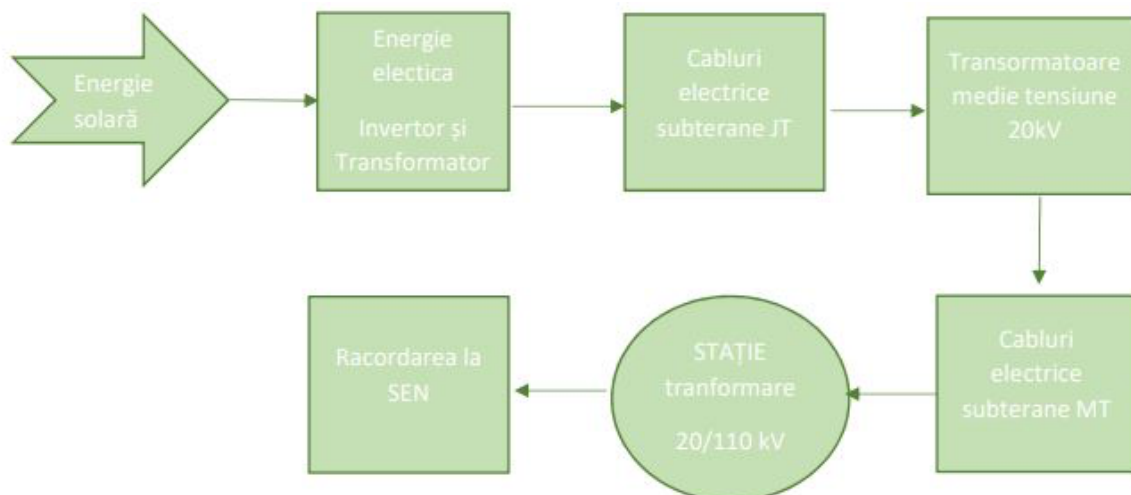 Energie
solară
Energie
electica
Invertor și
Transformator
Cabluri
electrice
subterane JT
Transormatoare
medie tensiune
20kV
Cabluri
electrice
subterane MT
STAȚIE
tranformare
20/110 kV
Racordarea la
SEN